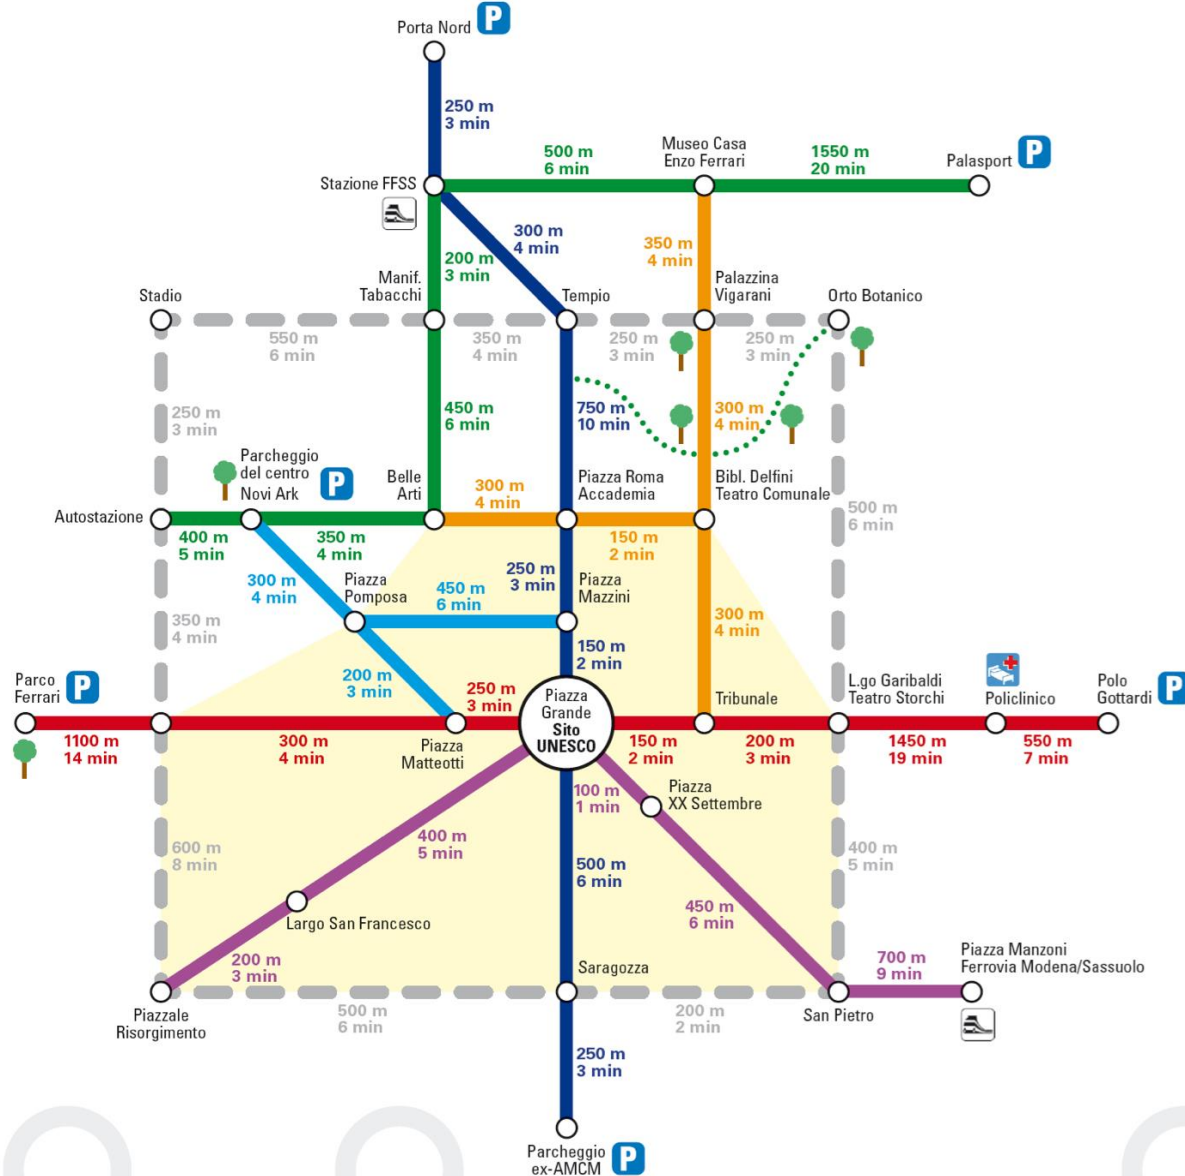 Porta Nord
P
250 m
3 min
Stazione FFSS
500 m
6 min
Museo Casa
Enzo Ferrari
1550 m
20 min
Palasport
P
300 m
4 min
200 m
3 min
350 m
4 min
Stadio
Manif.
Tabacchi
Tempio
Palazzina
Vigarani
Orto Botanico
550 m
6 min
350 m
4 min
250 m
3 min
250 m
3 min
250 m
3 min
450 m
6 min
750 m
10 min
300 m
4 min
Parcheggio
del centro
Novi Ark
P
Belle
Arti
300 m
4 min
Piazza Roma
Accademia
Bibl. Delfini
Teatro Comunale
500 m
6 min
Autostazione
400 m
5 min
350 m
4 min
150 m
2 min
300 m
4 min
Piazza
Pomposa
450 m
6 min
250 m
3 min
Piazza
Mazzini
350 m
4 min
300 m
4 min
150 m
2 min
200 m
3 min
Parco
Ferrari
P
250 m
3 min
Piazza
Grande
Sito
UNESCO
Tribunale
L.go Garibaldi
Teatro Storchi
Policlinico
Polo
Gottardi
P
1100 m
14 min
300 m
4 min
Piazza
Matteotti
150 m
2 min
200 m
3 min
1450 m
19 min
550 m
7 min
100 m
1 min
Piazza
XX Settembre
600 m
8 min
400 m
5 min
500 m
6 min
400 m
5 min
450 m
6 min
Largo San Francesco
200 m
3 min
Saragozza
700 m
9 min
Piazza Manzoni
Ferrovia Modena/Sassuolo
Piazzale
Risorgimento
500 m
6 min
200 m
2 min
San Pietro
250 m
3 min
Parcheggio
ex-AMCM
P